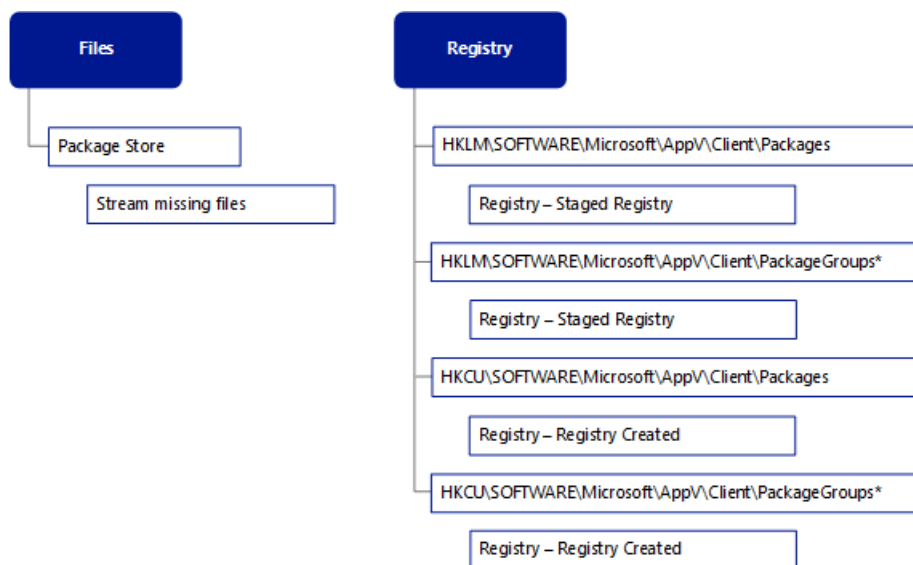 Files
Package Store
Stream missing files
Registry
HKLM\SOFTWARE\Microsoft\AppV\Client\Packages
Registry – Staged Registry
HKLM\SOFTWARE\Microsoft\AppV\Client\PackageGroups*
Registry – Staged Registry
HKCU\SOFTWARE\Microsoft\AppV\Client\Packages
Registry – Registry Created
HKCU\SOFTWARE\Microsoft\AppV\Client\PackageGroups*
Registry – Registry Created